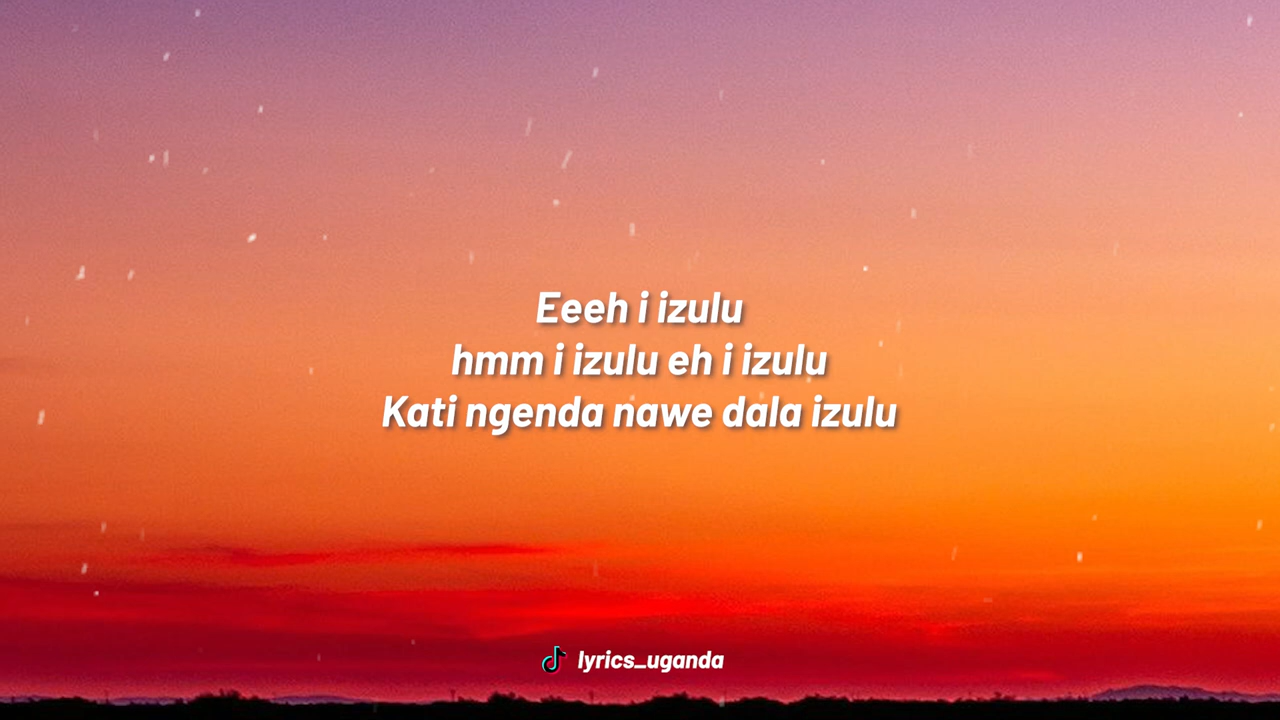 Eeeh i izulu
hmm i izulu eh i izulu
Kati ngenda nawe dala izulu
lyrics_uganda